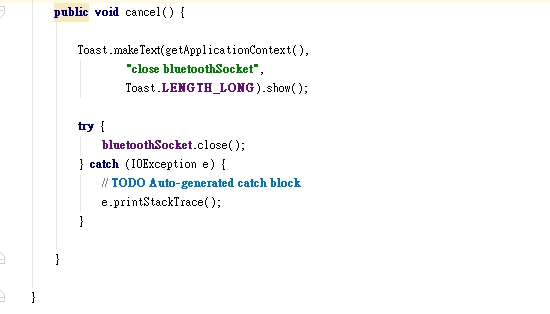 public void cancel() {
Toast.makeText(getApplicationContext(),
"close bluetoothSocket",
Toast.LENGTH_LONG).show();
try {
bluetoothSocket.close();
} catch (IOException e) {
// TODO Auto-generated catch block
e.printStackTrace();
}
}
}